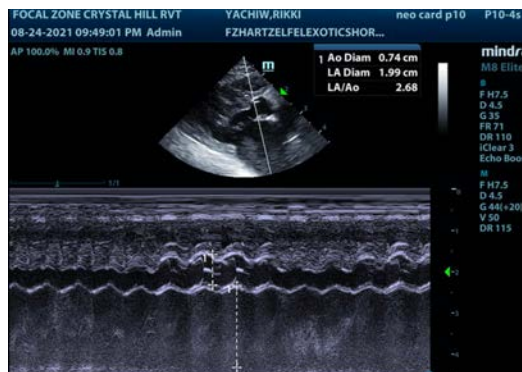 FOCAL ZONE CRYSTAL HILL RVT YACHIW,RIKKI neo card p10 P10-4s
08-24-2021 09:49:01 PM Admin FZHARTZELFELEXOTICSHOR...
AP 100.0% MI 0.9 TIS 0.8
m
1 Ao Diam 0.74 cm
LA Diam 1.99 cm
LA/Ao 2.68
M8 Elite
B
F H7.5
D 4.5
G 35
FR 71
DR 110
iClear 3
Echo Boo
1/1
M
F H7.5
D 4.5
G 44(+20)
V 50
DR 115